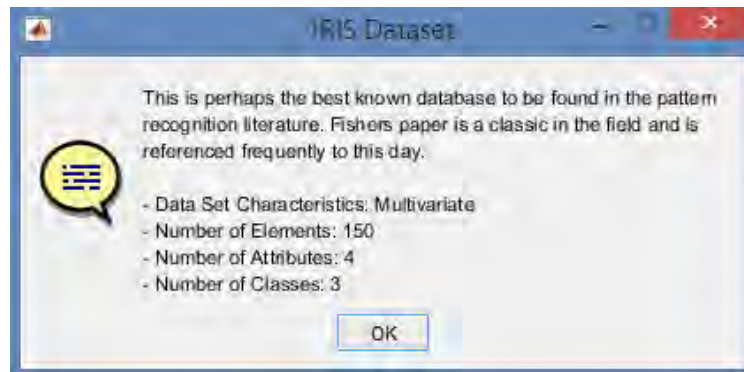 IRIS Dataset
This is perhaps the best known database to be found in the pattern
recognition literature. Fishers paper is a classic in the field and is
referenced frequently to this day.
- Data Set Characteristics: Multivariate
- Number of Elements: 150
- Number of Attributes: 4
- Number of Classes: 3
OK